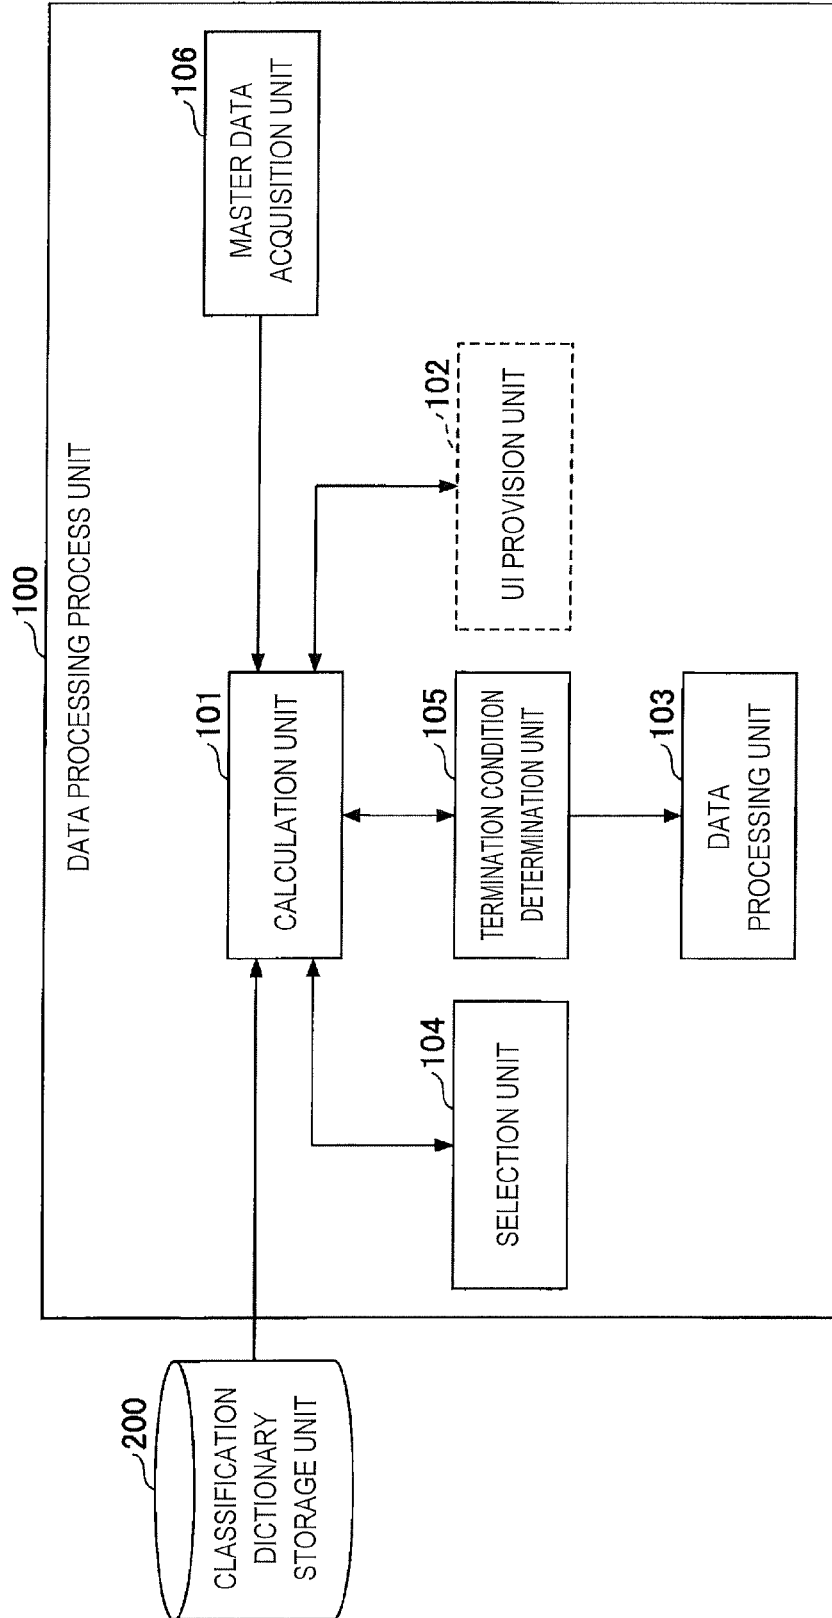 100
DATA PROCESSING PROCESS UNIT
200
CLASSIFICATION
DICTIONARY
STORAGE UNIT
101
CALCULATION UNIT
106
MASTER DATA
ACQUISITION UNIT
104
SELECTION UNIT
105
TERMINATION CONDITION
DETERMINATION UNIT
102
UI PROVISION UNIT
103
DATA
PROCESSING UNIT